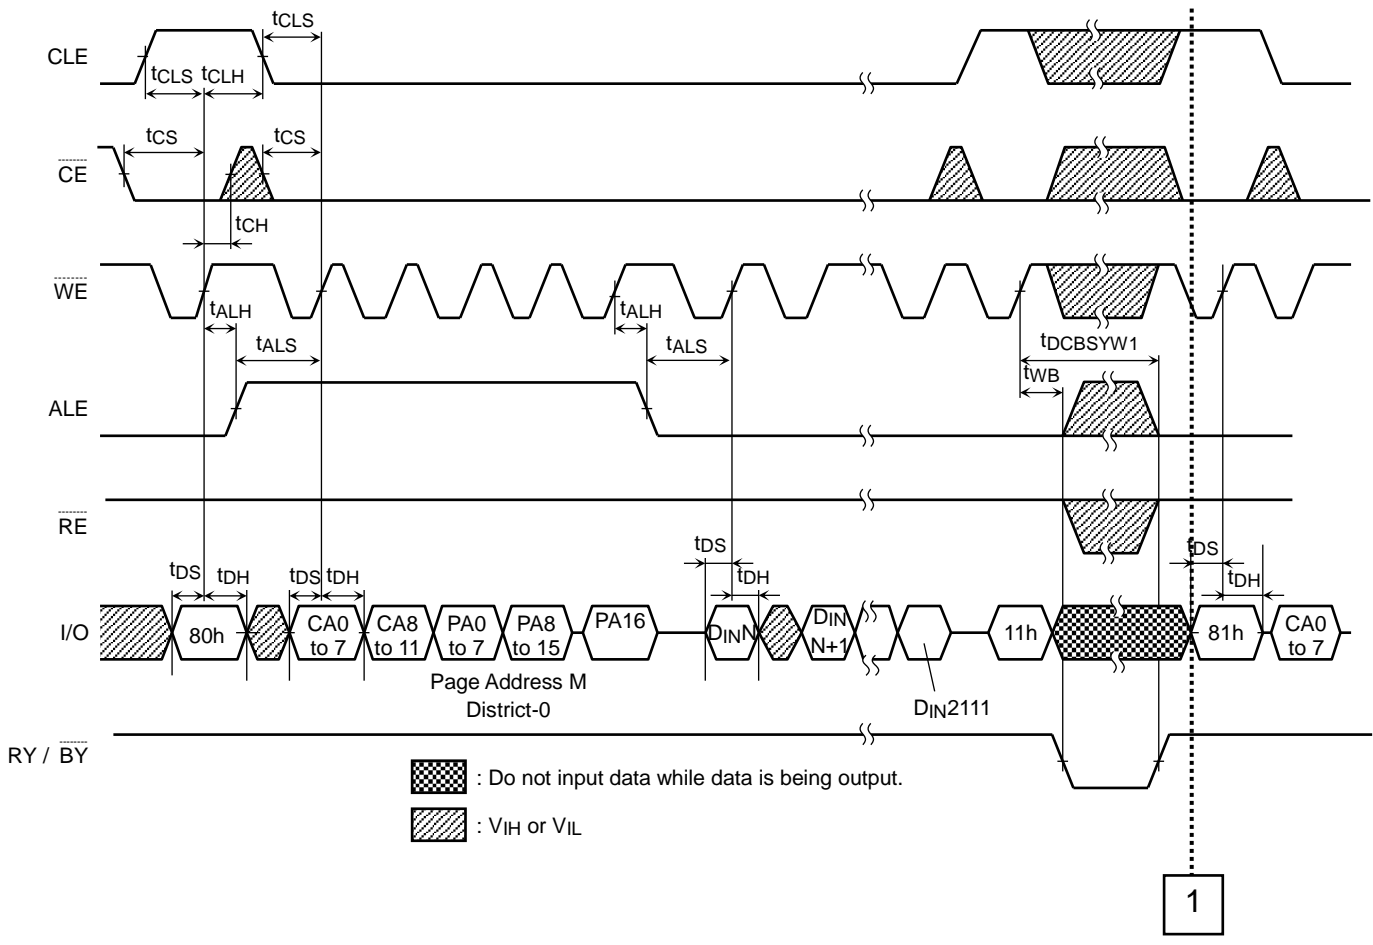 tCLS
CLE
tCLS tCLH
tCS tCS
CE
tCH
WE
tALH tALH
tALS tALS
tDCBSYW1
tWB
ALE
RE
tDS tDH tDS tDH tDS tDH tDS tDH
I/O
80h
CA0 to 7
CA8 to 11
PA0 to 7
PA8 to 15
PA16
DINN
DIN N+1
11h
81h
CA0 to 7
Page Address M
District-0
DIN2111
RY / BY
: Do not input data while data is being output.
: VIH or VIL
1